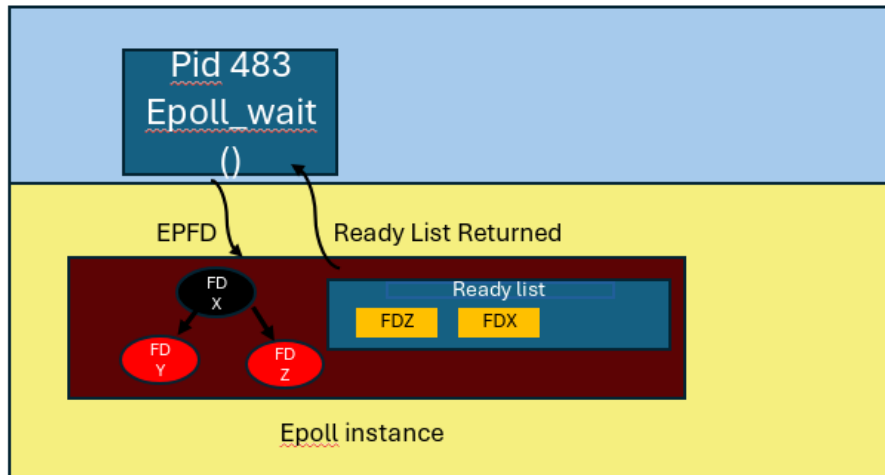 Pid 483
Epoll_wait
()
EPFD
Ready List Returned
FD
X
Ready list
FDZ
FDX
FD
Y
FD
Z
Epoll instance